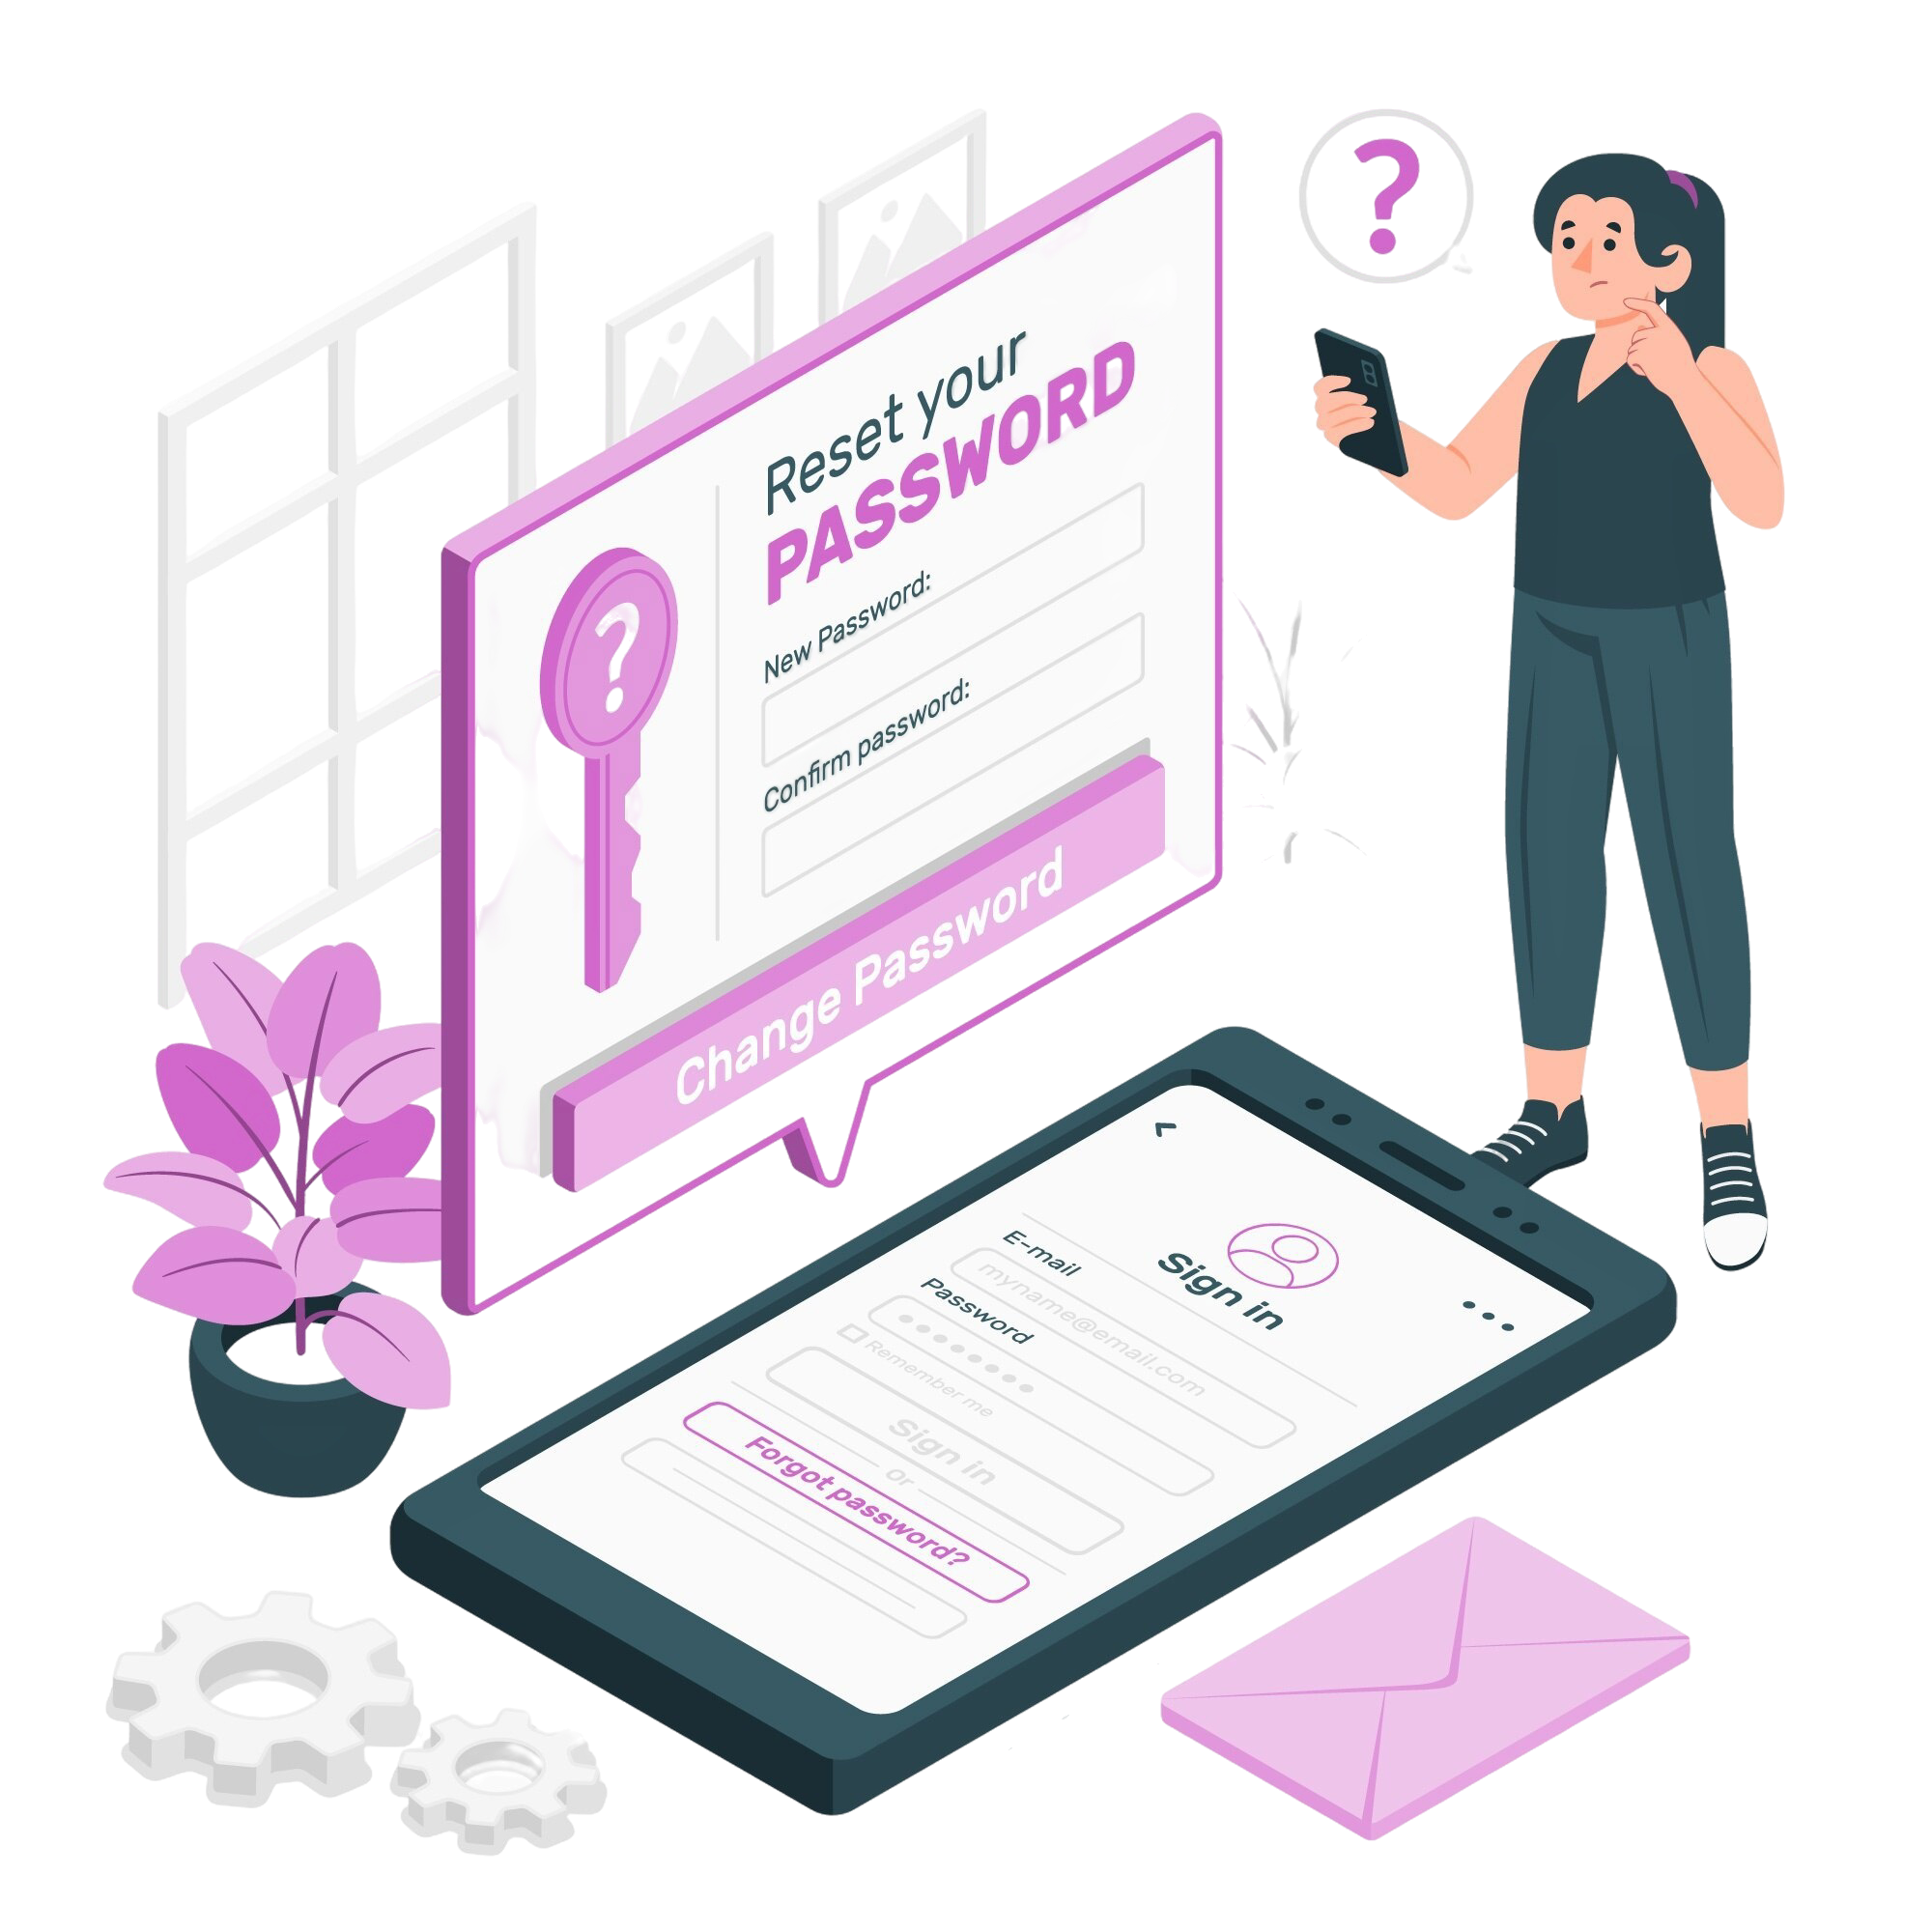 ?
Reset your
PASSWORD
?
New Password:
Confirm password:
Change Password
<
Sign in
E-mail
myname@email.com
Password
Remember me
Sign in
Or
Forgot password?